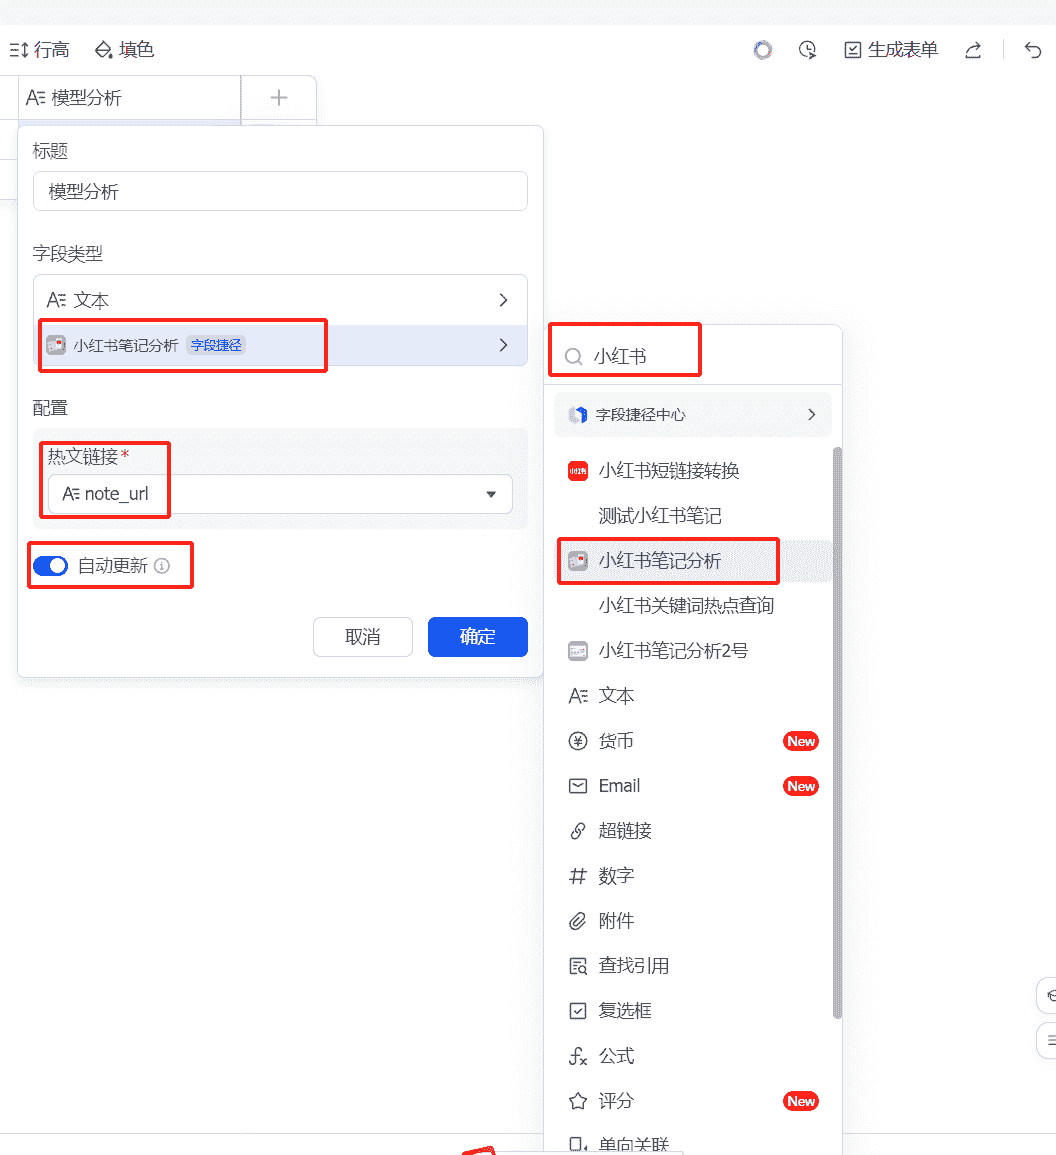 行高 填色 生成表单
模型分析
标题
模型分析
字段类型
文本
小红书笔记分析 字段捷径
配置
热文链接*
note_url
自动更新
取消 确定
小红书
字段捷径中心
小红书短链接转换
测试小红书笔记
小红书笔记分析
小红书关键词热点查询
小红书笔记分析2号
文本
货币 New
Email New
超链接
数字
附件
查找引用
复选框
公式
评分 New
单向关联